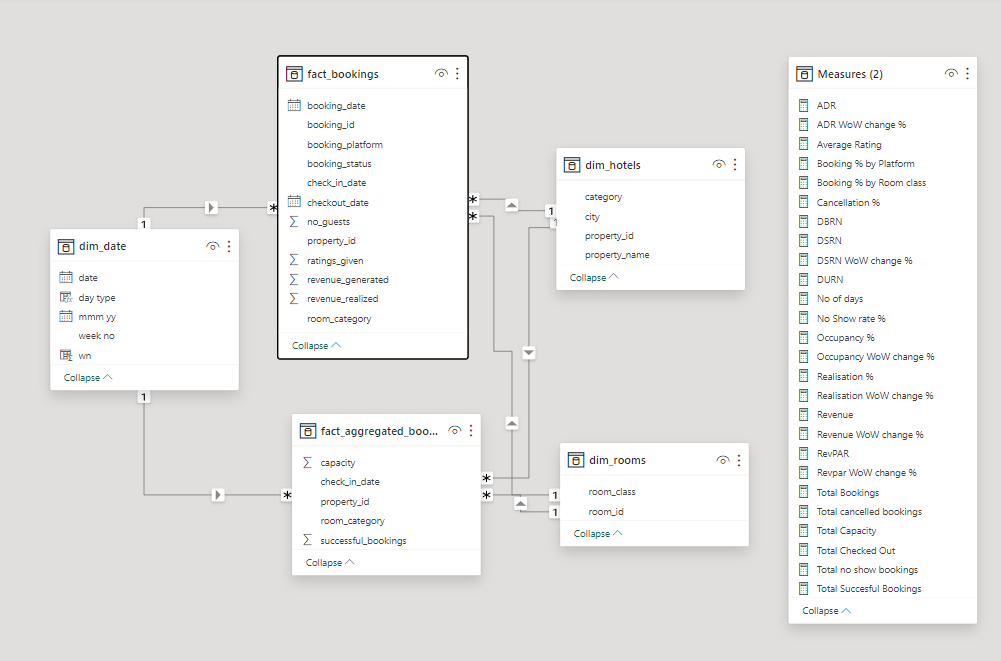 fact_bookings
booking_date
booking_id
booking_platform
booking_status
check_in_date
checkout_date
no_guests
property_id
ratings_given
revenue_generated
revenue_realized
room_category
Collapse
dim_date
date
day type
mmm yy
week no
wn
Collapse
1
*
1
*
fact_aggregated_boo...
capacity
check_in_date
property_id
room_category
successful_bookings
Collapse
*
*
1
1
dim_hotels
category
city
property_id
property_name
Collapse
*
*
1
1
dim_rooms
room_class
room_id
Collapse
Measures (2)
ADR
ADR WoW change %
Average Rating
Booking % by Platform
Booking % by Room class
Cancellation %
DBRN
DSRN
DSRN WoW change %
DURN
No of days
No Show rate %
Occupancy %
Occupancy WoW change %
Realisation %
Realisation WoW change %
Revenue
Revenue WoW change %
RevPAR
Revpar WoW change %
Total Bookings
Total cancelled bookings
Total Capacity
Total Checked Out
Total no show bookings
Total Succesful Bookings
Collapse